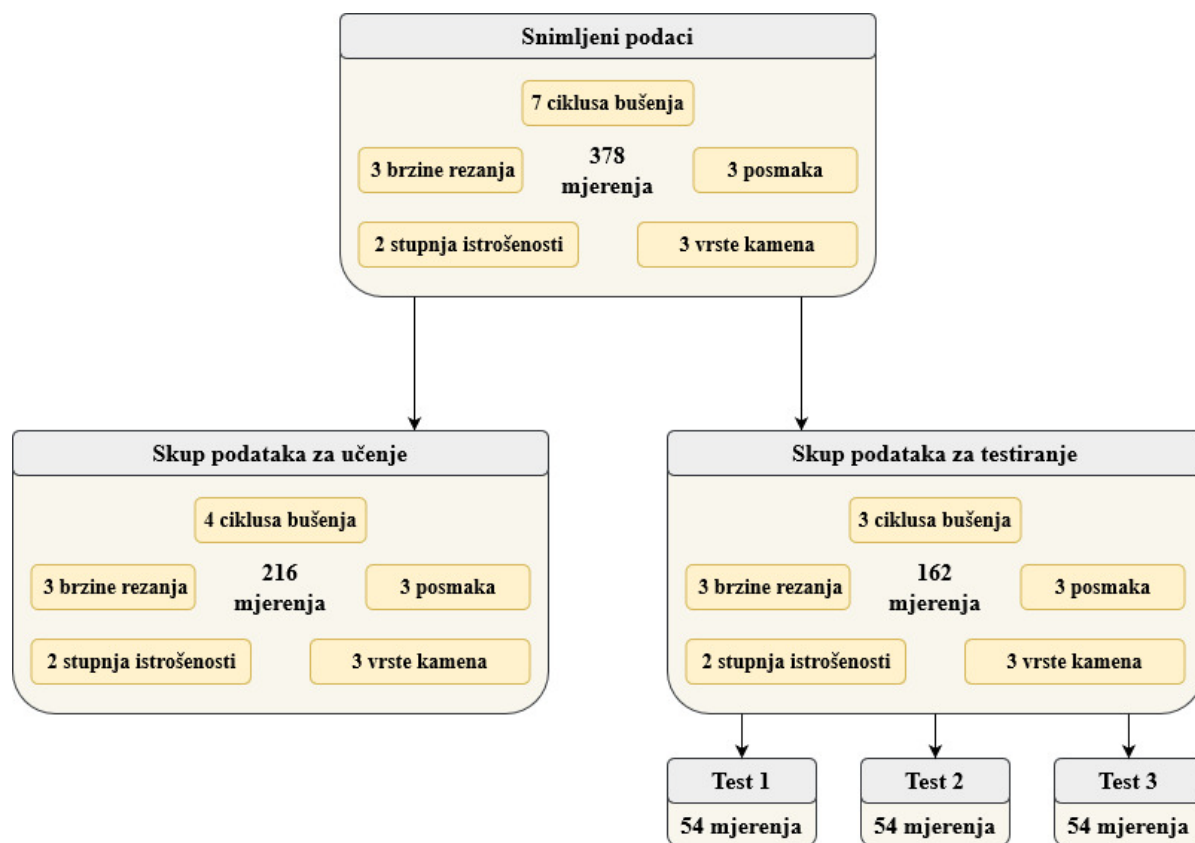 Snimljeni podaci
7 ciklusa bušenja
3 brzine rezanja
378
mjerenja
3 posmaka
2 stupnja istrošenosti
3 vrste kamena
Skup podataka za učenje
4 ciklusa bušenja
3 brzine rezanja
216
mjerenja
3 posmaka
2 stupnja istrošenosti
3 vrste kamena
Skup podataka za testiranje
3 ciklusa bušenja
3 brzine rezanja
162
mjerenja
3 posmaka
2 stupnja istrošenosti
3 vrste kamena
Test 1
54 mjerenja
Test 2
54 mjerenja
Test 3
54 mjerenja